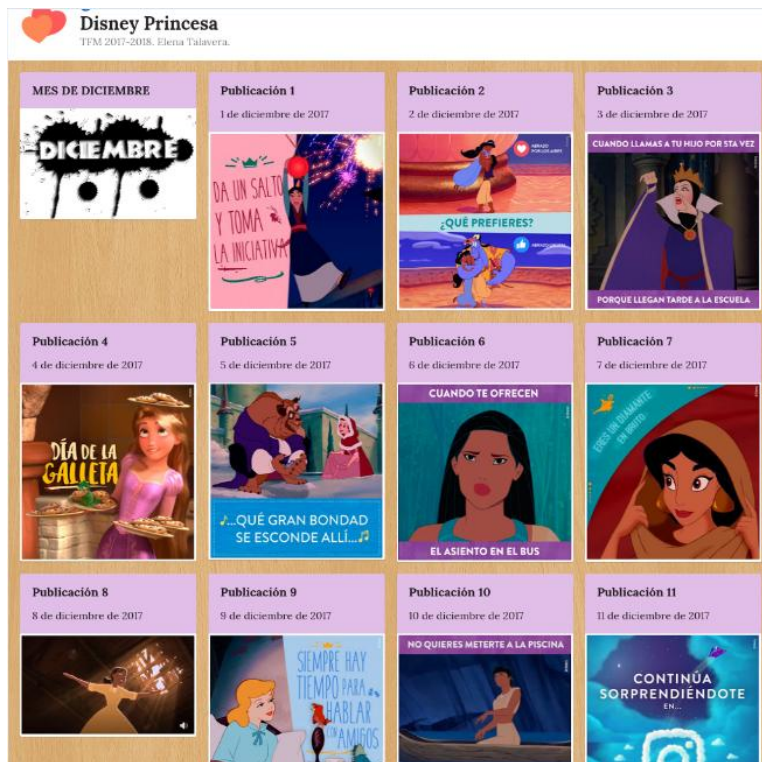 Disney Princesa
TFM 2017-2018. Elena Talavera.
MES DE DICIEMBRE
DICIEMBRE
Publicación 1
1 de diciembre de 2017
DA UN SALTO
Y TOMA
LA INICIATIVA
Publicación 2
2 de diciembre de 2017
¿QUÉ PREFIERES?
Publicación 3
3 de diciembre de 2017
CUANDO LLAMAS A TU HIJO POR 5TA VEZ
PORQUE LLEGAN TARDE A LA ESCUELA
Publicación 4
4 de diciembre de 2017
DÍA DE LA
GALLETA
Publicación 5
5 de diciembre de 2017
♪...QUÉ GRAN BONDAD
SE ESCONDE ALLÍ...♫
Publicación 6
6 de diciembre de 2017
CUANDO TE OFRECEN
EL ASIENTO EN EL BUS
Publicación 7
7 de diciembre de 2017
ERES UN DIAMANTE
EN BRUTO
Publicación 8
8 de diciembre de 2017
Publicación 9
9 de diciembre de 2017
SIEMPRE HAY
TIEMPO PARA
HABLAR
CON AMIGOS
Publicación 10
10 de diciembre de 2017
NO QUIERES METERTE A LA PISCINA
Publicación 11
11 de diciembre de 2017
CONTINÚA
SORPRENDIÉNDOTE
EN...